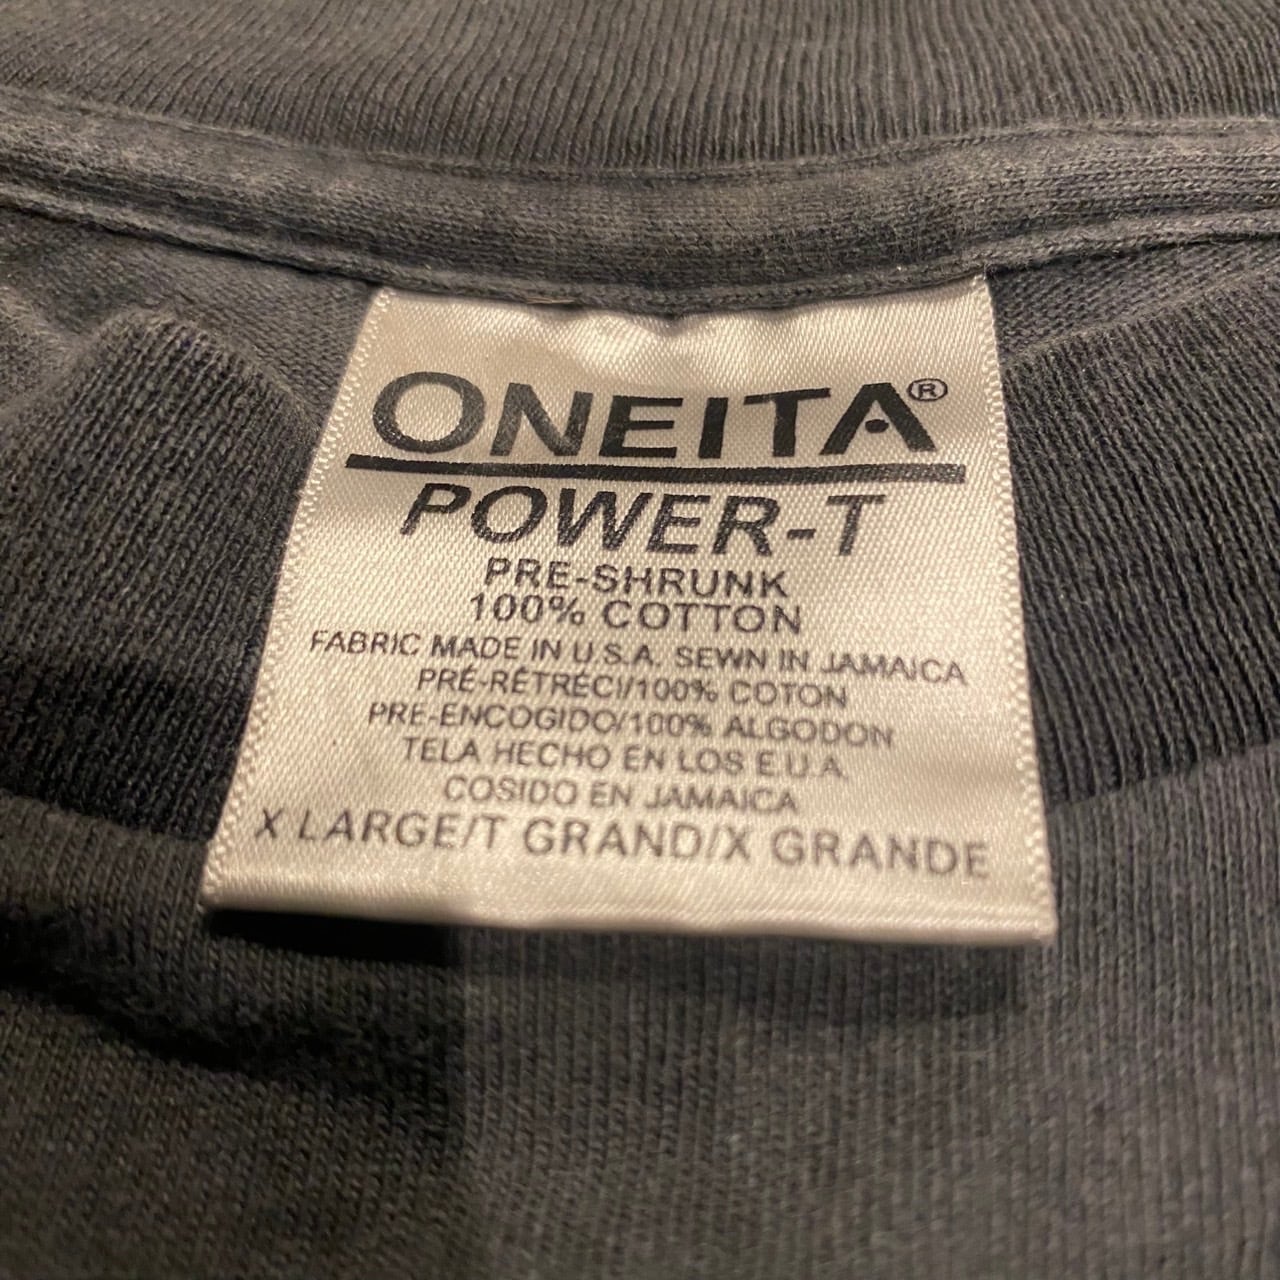 ONEITA®
POWER-T
PRE-SHRUNK
100% COTTON
FABRIC MADE IN U.S.A. SEWN IN JAMAICA
PRÉ-RÉTRÉCI/100% COTON
PRE-ENCOGIDO/100% ALGODON
TELA HECHO EN LOS E.U.A.
COSIDO EN JAMAICA
X LARGE/T GRAND/X GRANDE